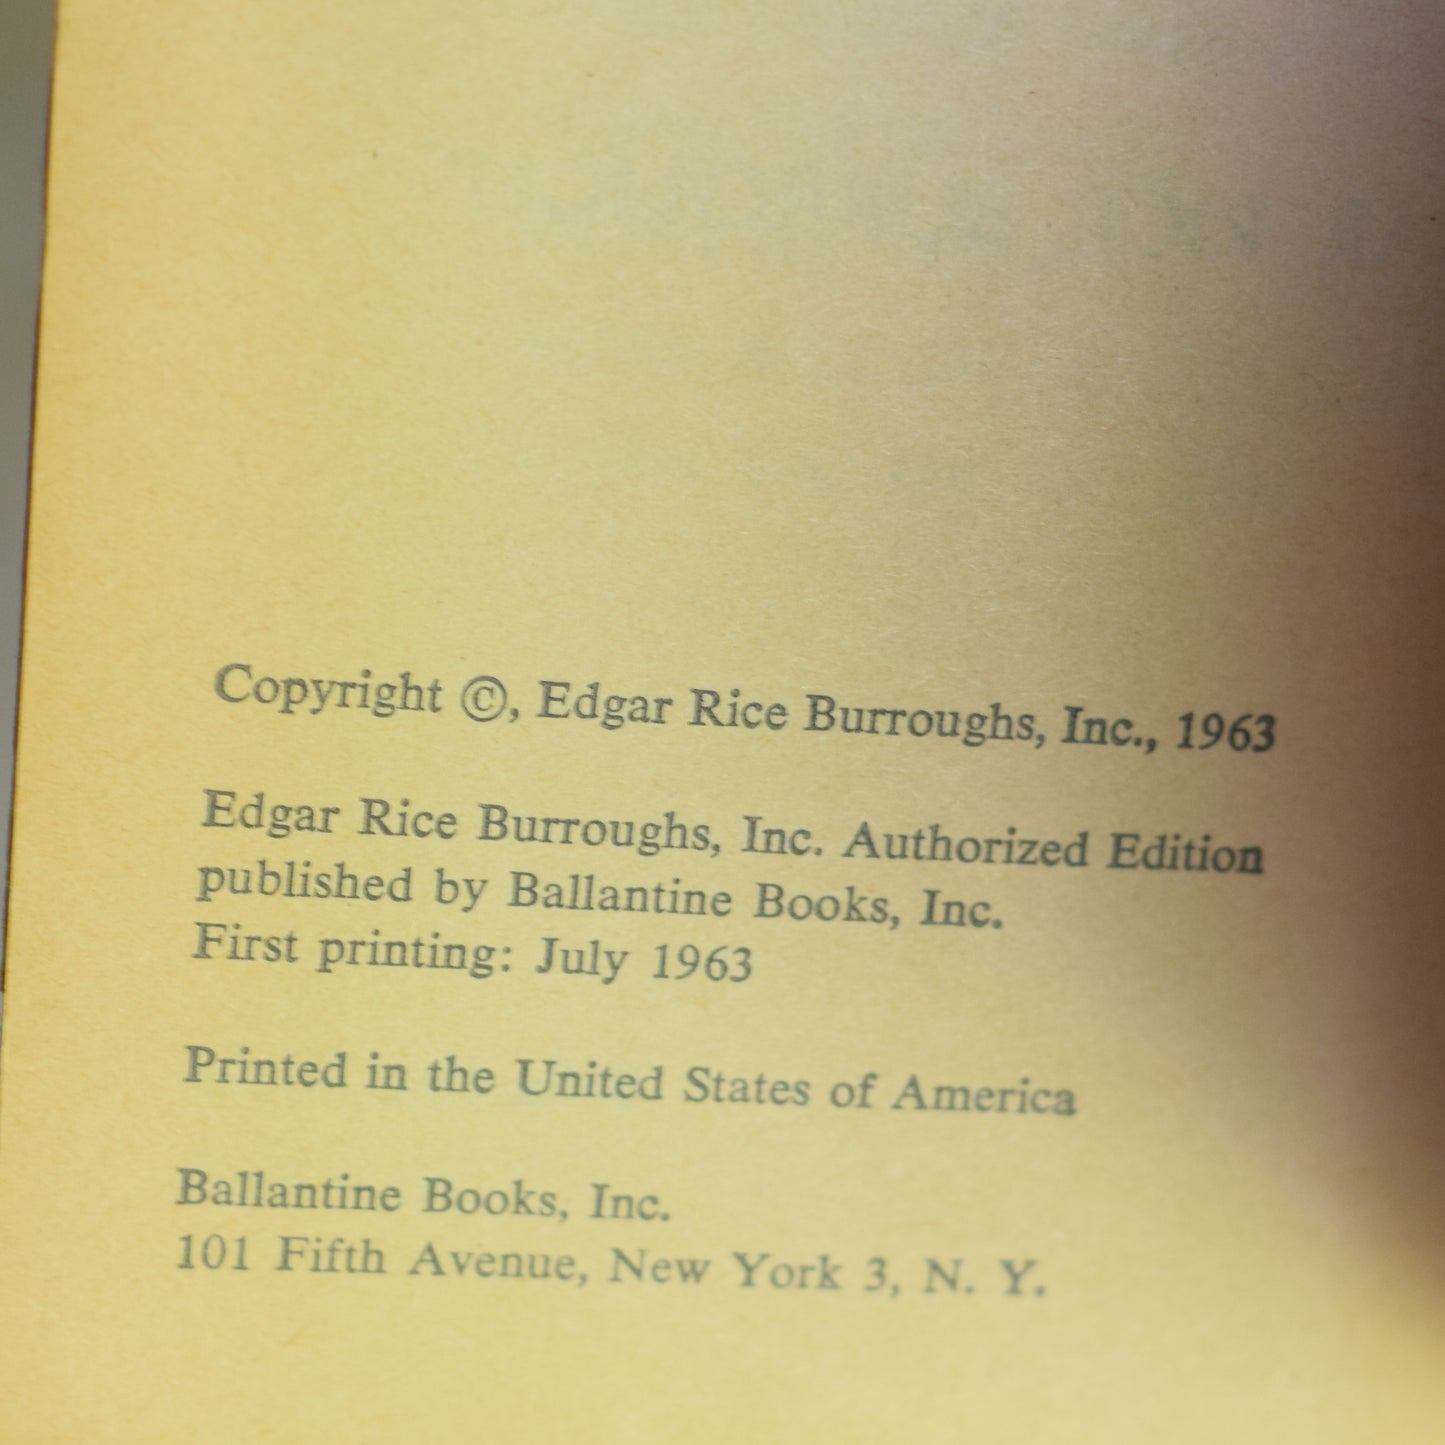 Copyright ©, Edgar Rice Burroughs, Inc., 1963
Edgar Rice Burroughs, Inc. Authorized Edition
published by Ballantine Books, Inc.
First printing: July 1963
Printed in the United States of America
Ballantine Books, Inc.
101 Fifth Avenue, New York 3, N. Y.